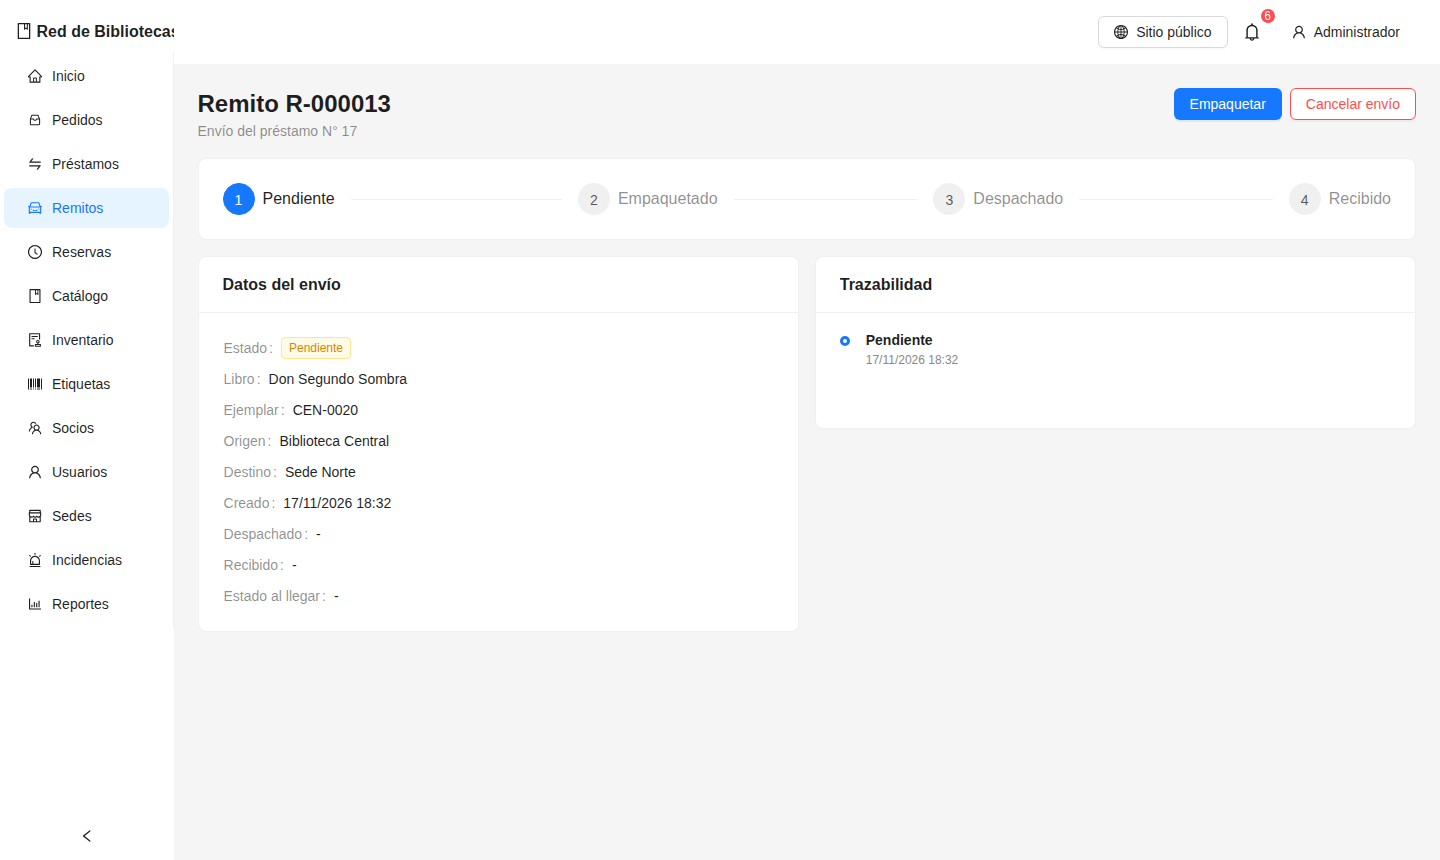 Red de Bibliotecas
Sitio público
6
Administrador
Inicio
Pedidos
Préstamos
Remitos
Reservas
Catálogo
Inventario
Etiquetas
Socios
Usuarios
Sedes
Incidencias
Reportes
Remito R-000013
Envío del préstamo N° 17
Empaquetar
Cancelar envío
1 Pendiente
2 Empaquetado
3 Despachado
4 Recibido
Datos del envío
Estado: Pendiente
Libro: Don Segundo Sombra
Ejemplar: CEN-0020
Origen: Biblioteca Central
Destino: Sede Norte
Creado: 17/11/2026 18:32
Despachado: -
Recibido: -
Estado al llegar: -
Trazabilidad
Pendiente
17/11/2026 18:32